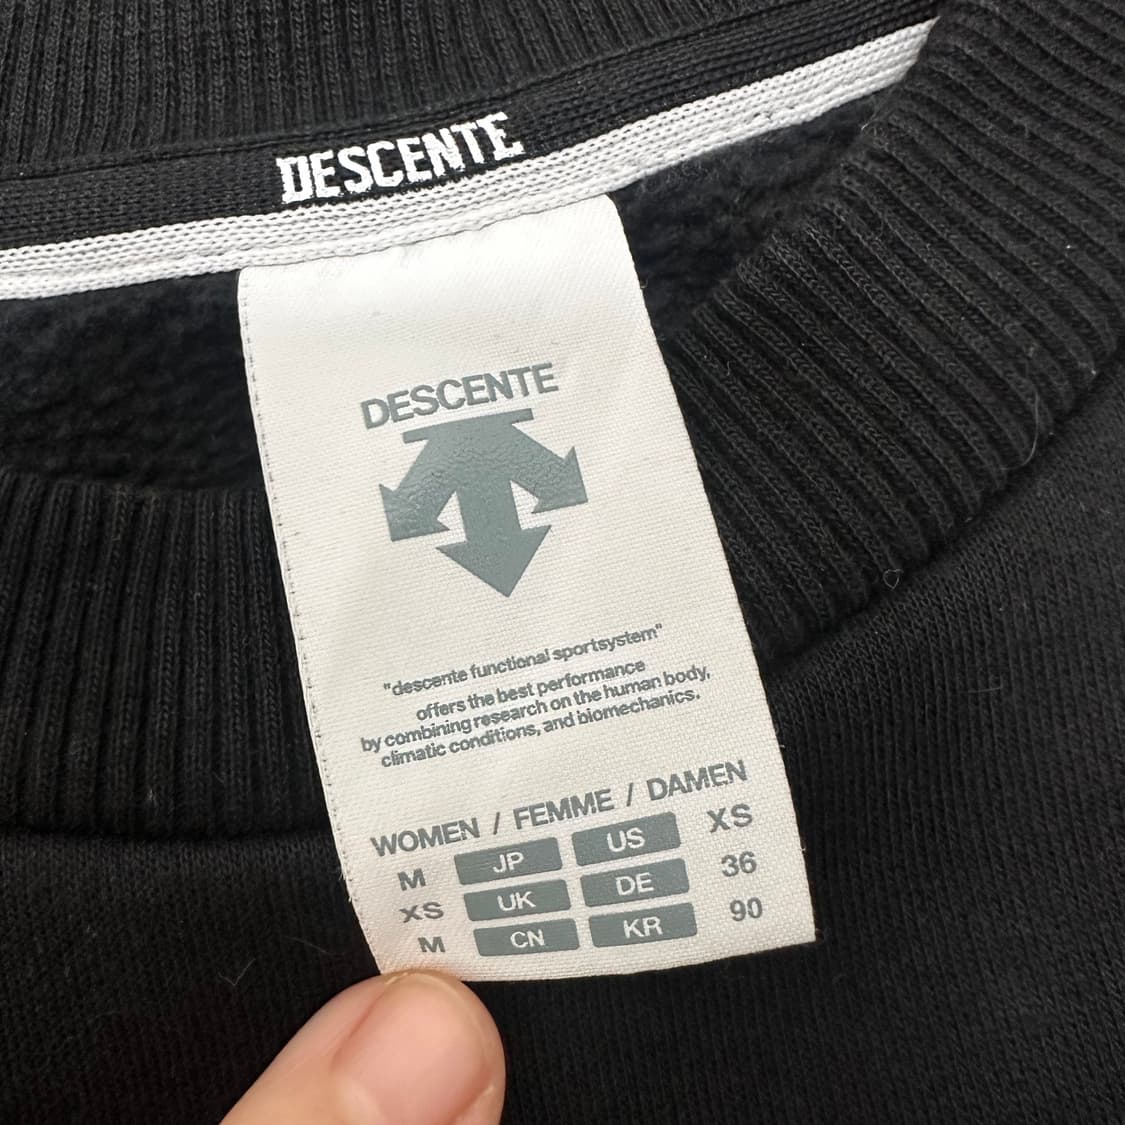 DESCENTE
DESCENTE
"descente functional sportsystem"
offers the best performance
by combining research on the human body,
climatic conditions, and biomechanics.
WOMEN / FEMME / DAMEN
M JP US XS
XS UK DE 36
M CN KR 90